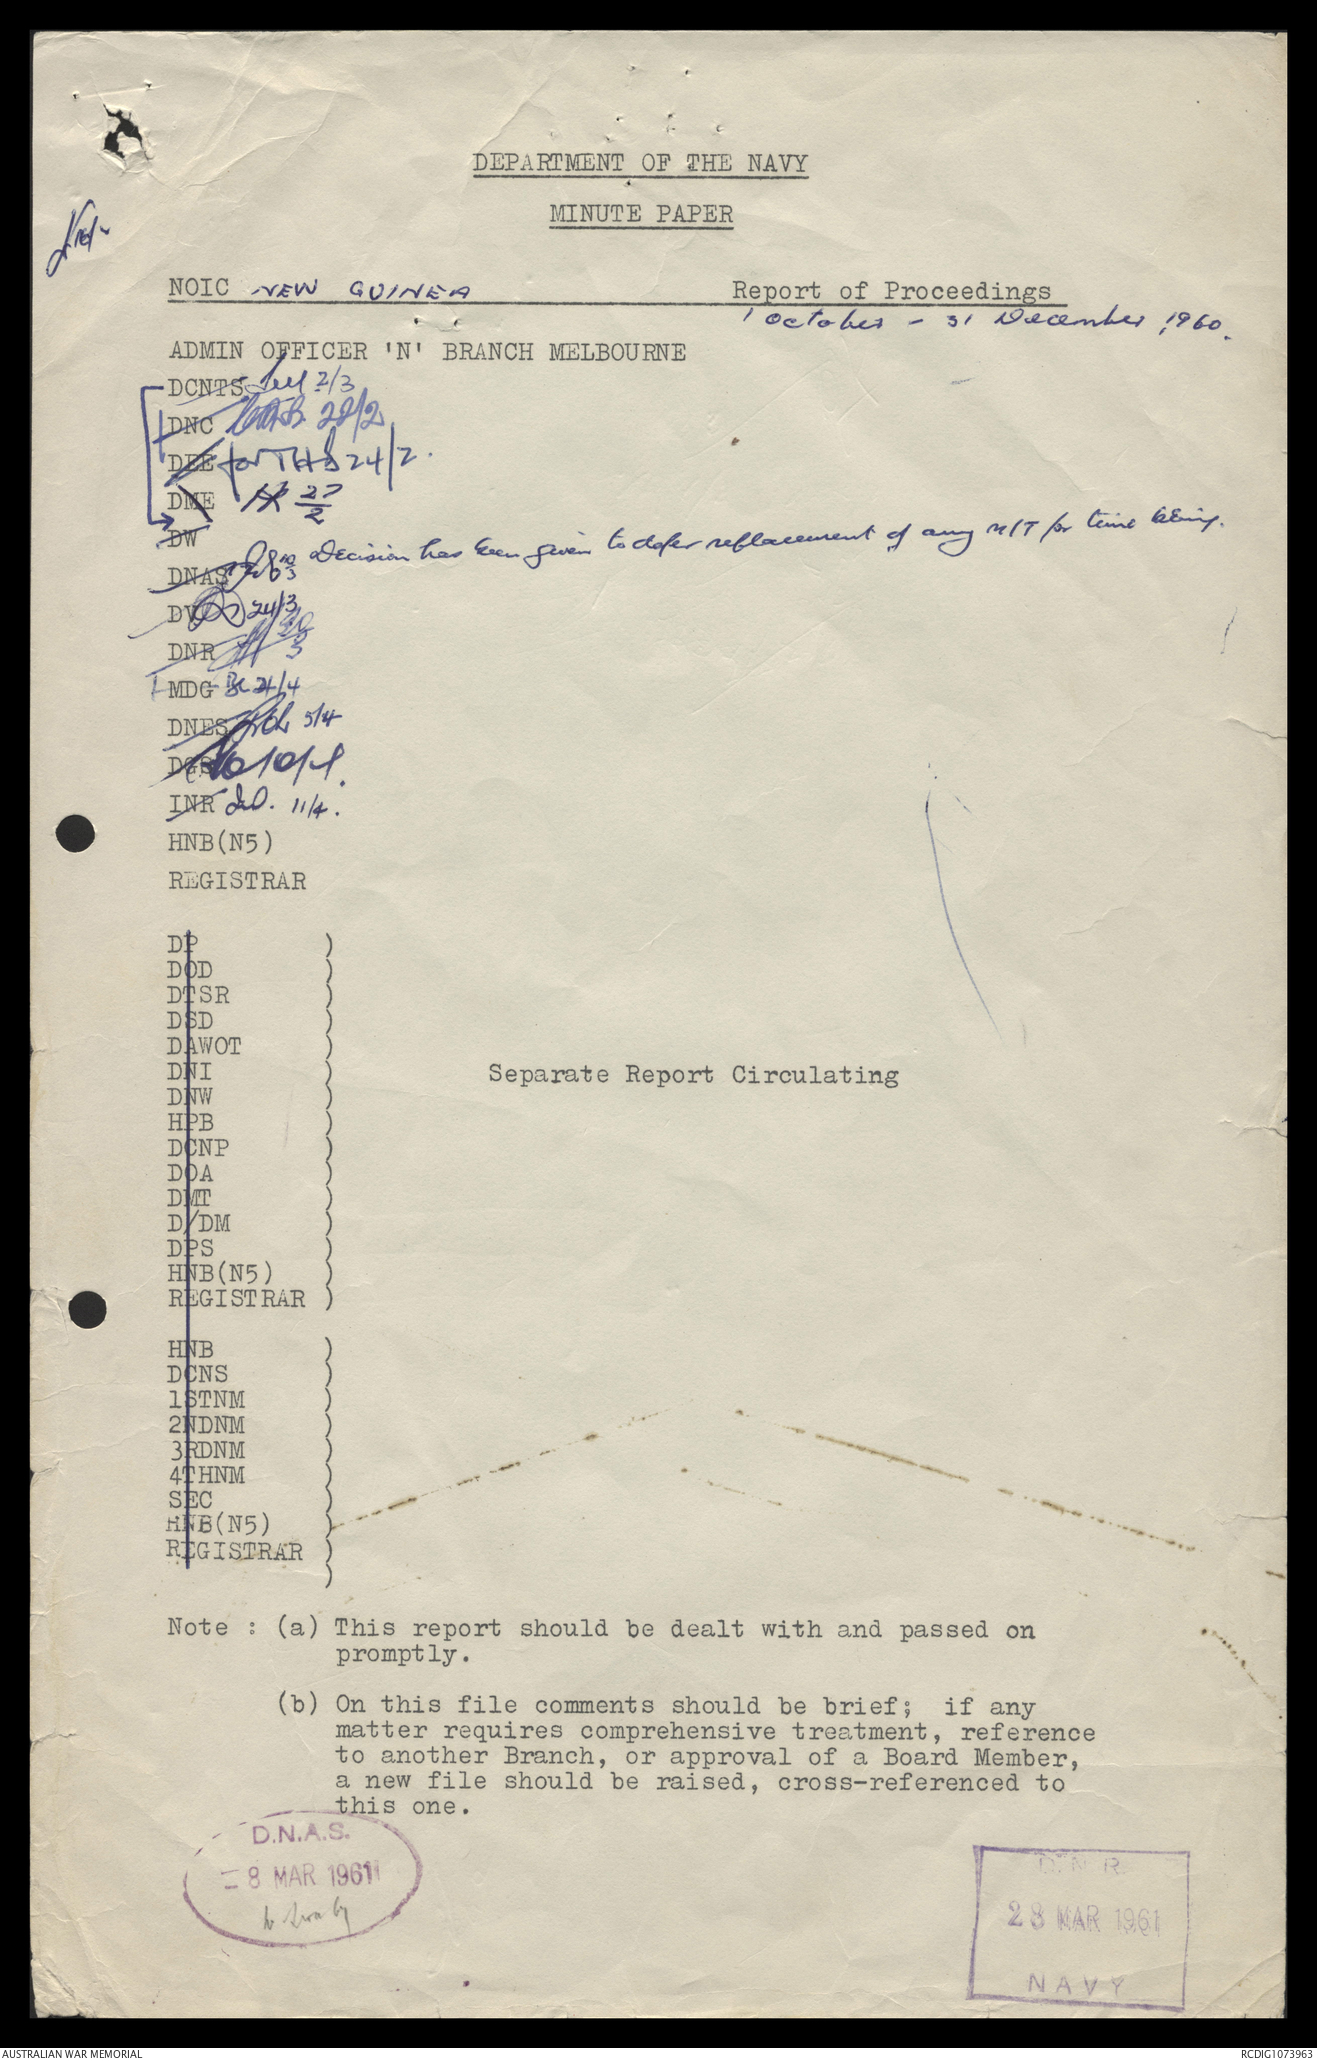 DEPARTMENT OF THE NAVY
MINUTE PAPER
NOIC NEW GUINEA Report of Proceedings
1 October - 31 December 1960.
ADMIN OFFICER 'N' BRANCH MELBOURNE
DCNTS 2/3
DNC 28/2
DEE for 24/2.
DME 27/2
DW
DNAS 10/3 Decision has been given to defer replacement of any M/T for time being.
DV 24/3
DNR 30/3
MDG 4/4
DNES 5/4
DGS 10/4.
INR 11/4.
HNB(N5)
REGISTRAR
DP )
DOD )
DTSR )
DSD )
DAWOT )
DNI ) Separate Report Circulating
DNW )
HPB )
DCNP )
DOA )
DMT )
D/DM )
DPS )
HNB(N5) )
REGISTRAR )
HNB )
DCNS )
1STNM )
2NDNM )
3RDNM )
4THNM )
SEC )
HNB(N5) )
REGISTRAR )
)
Note : (a) This report should be dealt with and passed on
promptly.
(b) On this file comments should be brief; if any
matter requires comprehensive treatment, reference
to another Branch, or approval of a Board Member,
a new file should be raised, cross-referenced to
this one.
D.N.A.S.
- 8 MAR 1961
D.N.R.
28 MAR 1961
NAVY
AUSTRALIAN WAR MEMORIAL RCDIG1073963